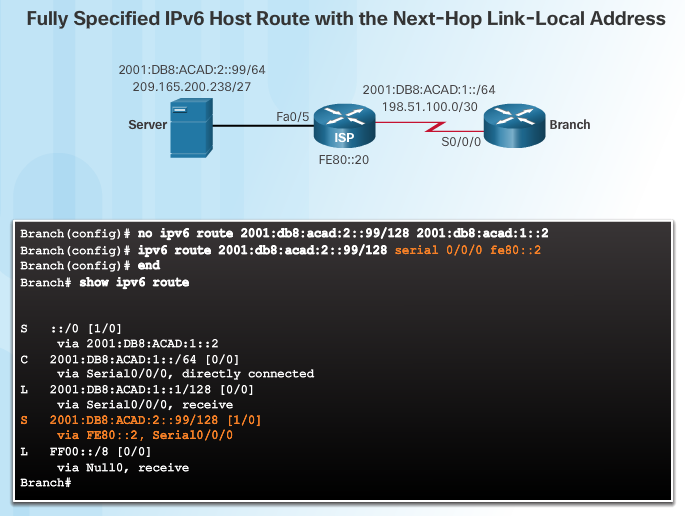 Fully Specified IPv6 Host Route with the Next-Hop Link-Local Address
2001:DB8:ACAD:2::99/64
209.165.200.238/27
2001:DB8:ACAD:1::/64
198.51.100.0/30
Server
Fa0/5
ISP
Branch
S0/0/0
FE80::20
Branch(config)# no ipv6 route 2001:db8:acad:2::99/128 2001:db8:acad:1::2
Branch(config)# ipv6 route 2001:db8:acad:2::99/128 serial 0/0/0 fe80::2
Branch(config)# end
Branch# show ipv6 route
S ::/0 [1/0]
via 2001:DB8:ACAD:1::2
C 2001:DB8:ACAD:1::/64 [0/0]
via Serial0/0/0, directly connected
L 2001:DB8:ACAD:1::1/128 [0/0]
via Serial0/0/0, receive
S 2001:DB8:ACAD:2::99/128 [1/0]
via FE80::2, Serial0/0/0
L FF00::/8 [0/0]
via Null0, receive
Branch#